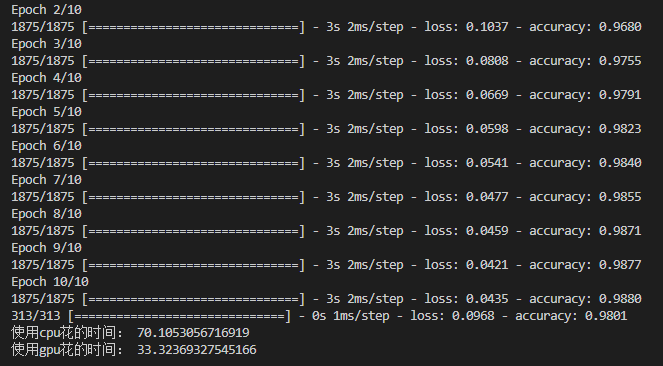 Epoch 2/10
1875/1875 [==============================] - 3s 2ms/step - loss: 0.1037 - accuracy: 0.9680
Epoch 3/10
1875/1875 [==============================] - 3s 2ms/step - loss: 0.0808 - accuracy: 0.9755
Epoch 4/10
1875/1875 [==============================] - 3s 2ms/step - loss: 0.0669 - accuracy: 0.9791
Epoch 5/10
1875/1875 [==============================] - 3s 2ms/step - loss: 0.0598 - accuracy: 0.9823
Epoch 6/10
1875/1875 [==============================] - 3s 2ms/step - loss: 0.0541 - accuracy: 0.9840
Epoch 7/10
1875/1875 [==============================] - 3s 2ms/step - loss: 0.0477 - accuracy: 0.9855
Epoch 8/10
1875/1875 [==============================] - 3s 2ms/step - loss: 0.0459 - accuracy: 0.9871
Epoch 9/10
1875/1875 [==============================] - 3s 2ms/step - loss: 0.0421 - accuracy: 0.9877
Epoch 10/10
1875/1875 [==============================] - 3s 2ms/step - loss: 0.0435 - accuracy: 0.9880
313/313 [==============================] - 0s 1ms/step - loss: 0.0968 - accuracy: 0.9801
使用cpu花的时间： 70.1053056716919
使用gpu花的时间： 33.32369327545166